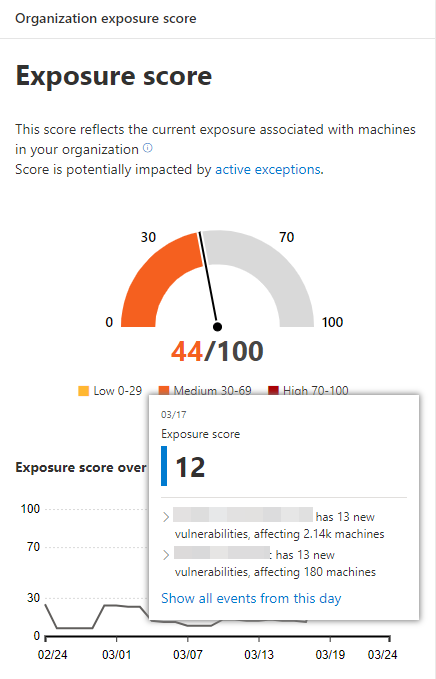 Organization exposure score
Exposure score
This score reflects the current exposure associated with machines
in your organization
Score is potentially impacted by active exceptions.
30
70
0
100
44/100
Low 0-29
Medium 30-69
High 70-100
03/17
Exposure score
12
has 13 new
vulnerabilities, affecting 2.14k machines
has 13 new
vulnerabilities, affecting 180 machines
Show all events from this day
Exposure score over
100
70
30
0
02/24
03/01
03/07
03/13
03/19
03/24